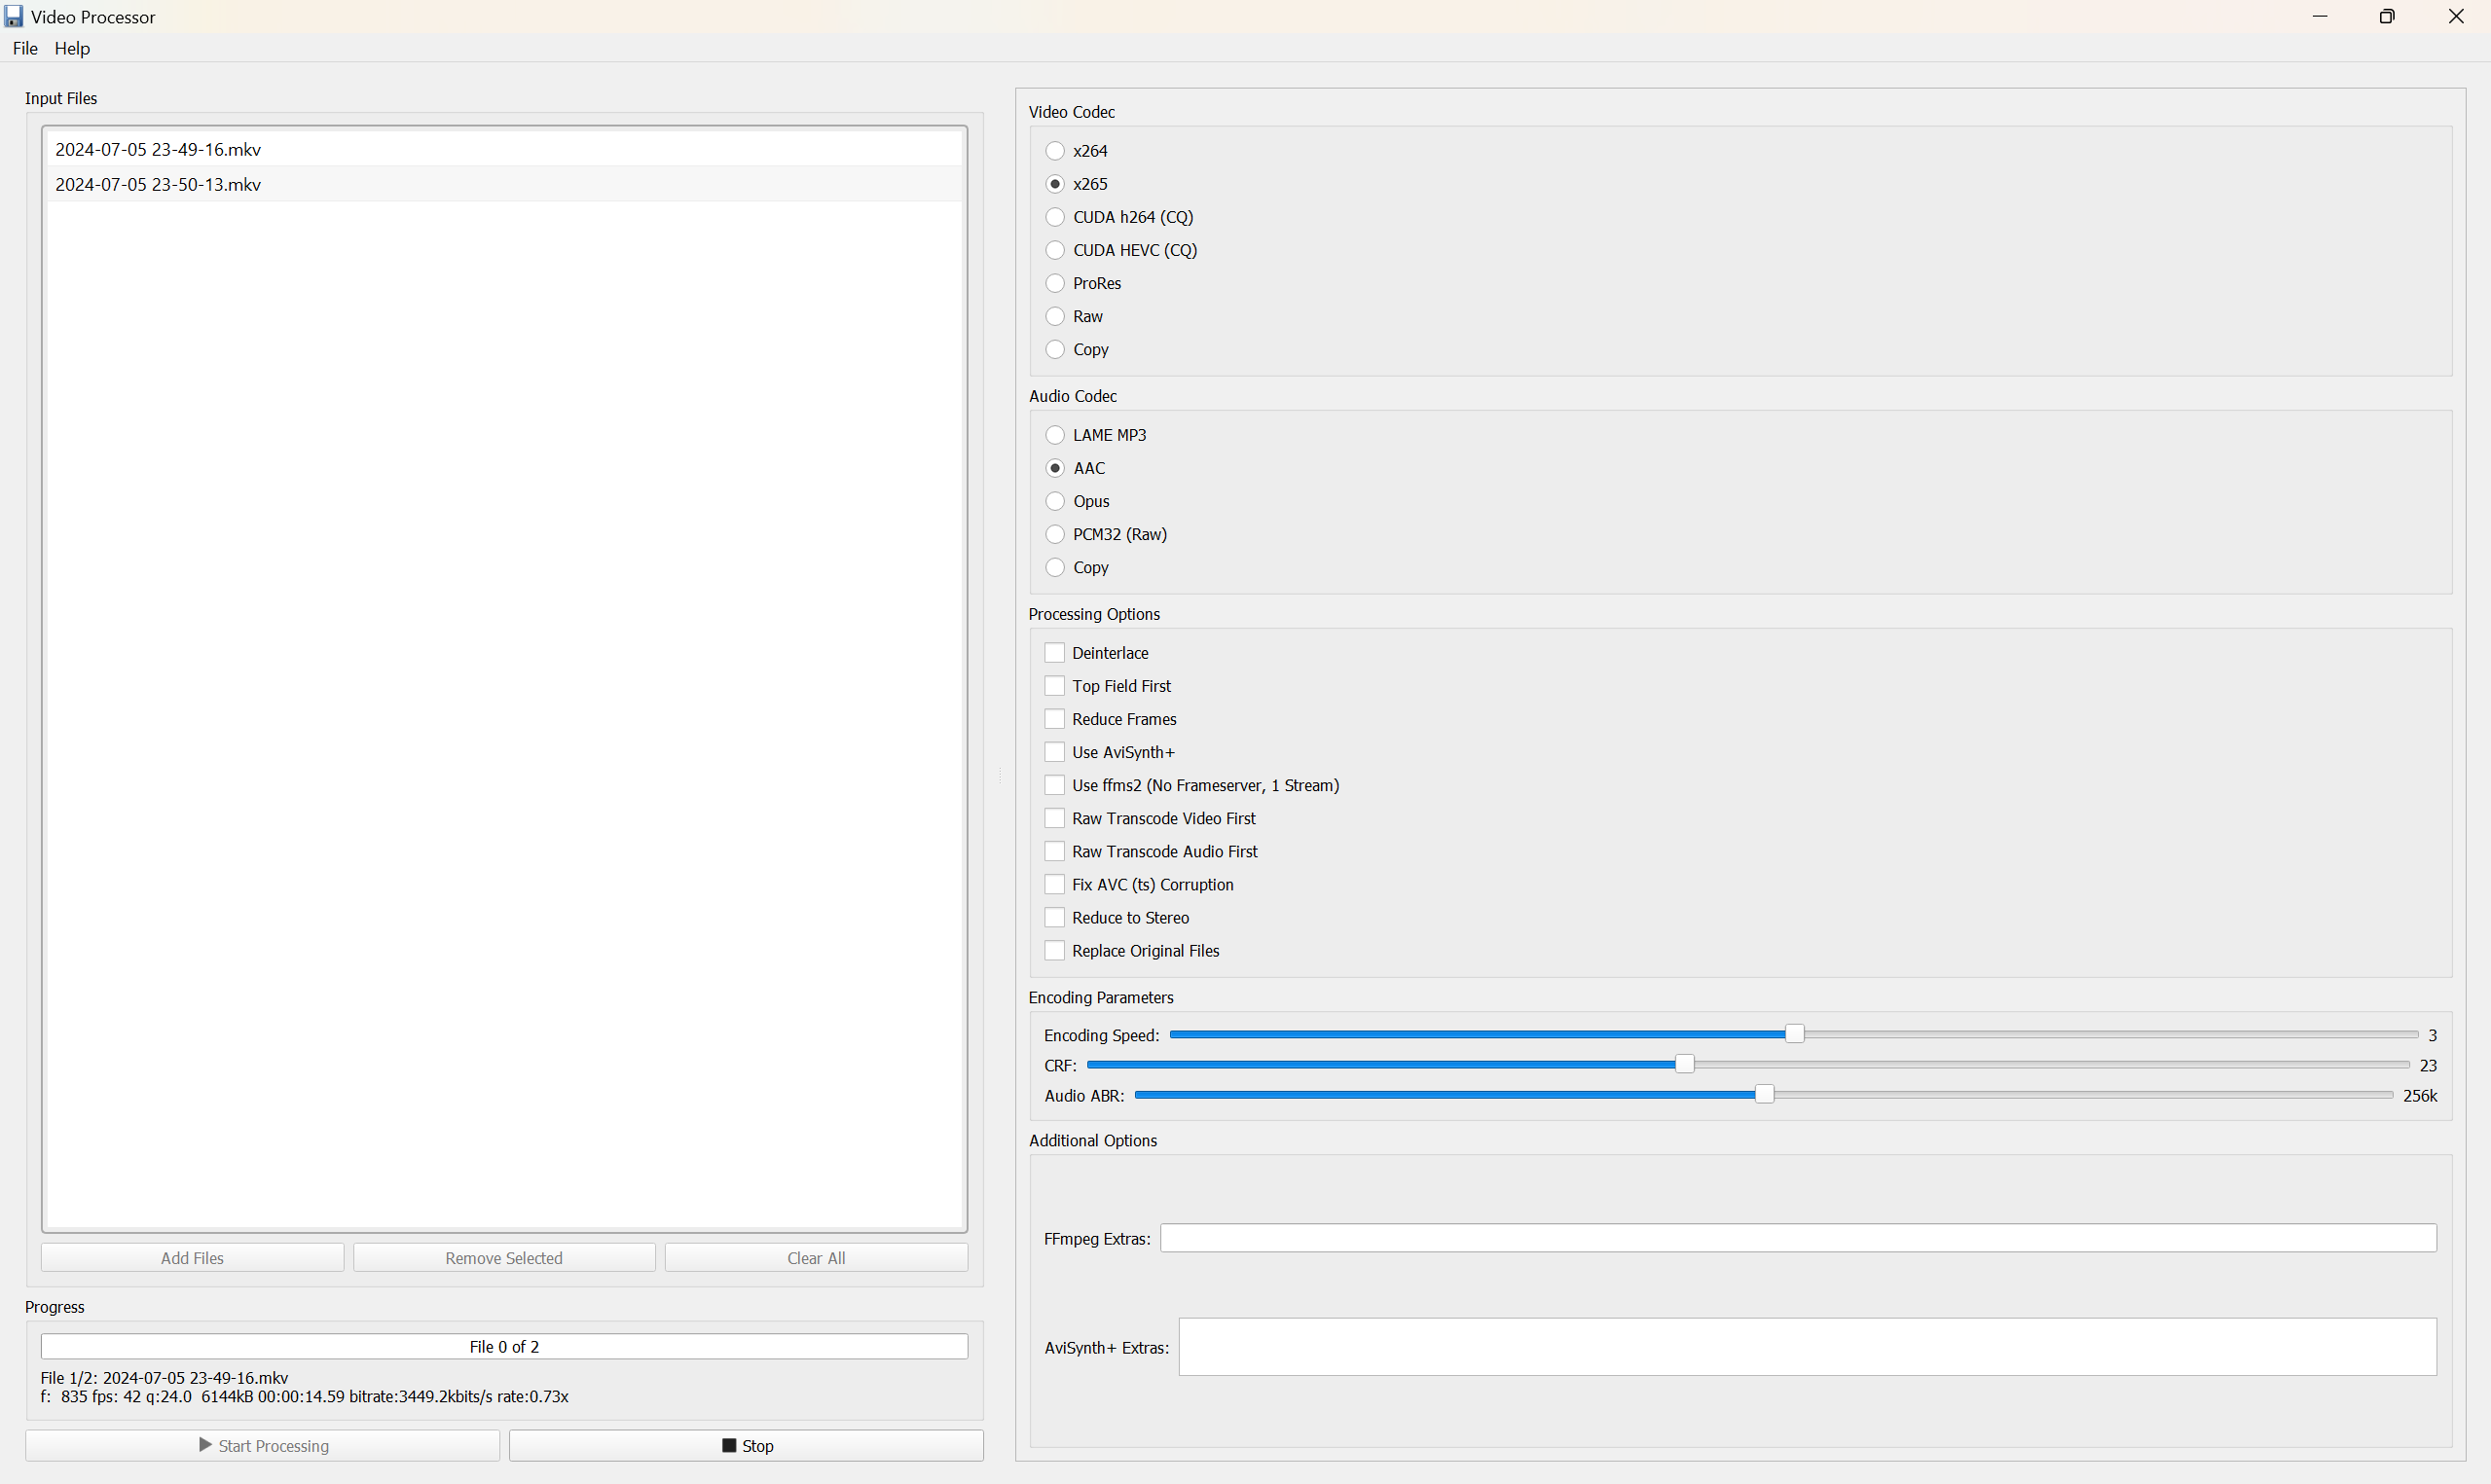 Video Processor
File Help
Input Files
2024-07-05 23-49-16.mkv
2024-07-05 23-50-13.mkv
Add Files
Remove Selected
Clear All
Progress
File 0 of 2
File 1/2: 2024-07-05 23-49-16.mkv
f: 835 fps: 42 q:24.0 6144kB 00:00:14.59 bitrate:3449.2kbits/s rate:0.73x
Start Processing
Stop
Video Codec
x264
x265
CUDA h264 (CQ)
CUDA HEVC (CQ)
ProRes
Raw
Copy
Audio Codec
LAME MP3
AAC
Opus
PCM32 (Raw)
Copy
Processing Options
Deinterlace
Top Field First
Reduce Frames
Use AviSynth+
Use ffms2 (No Frameserver, 1 Stream)
Raw Transcode Video First
Raw Transcode Audio First
Fix AVC (ts) Corruption
Reduce to Stereo
Replace Original Files
Encoding Parameters
Encoding Speed: 3
CRF: 23
Audio ABR: 256k
Additional Options
FFmpeg Extras:
AviSynth+ Extras: